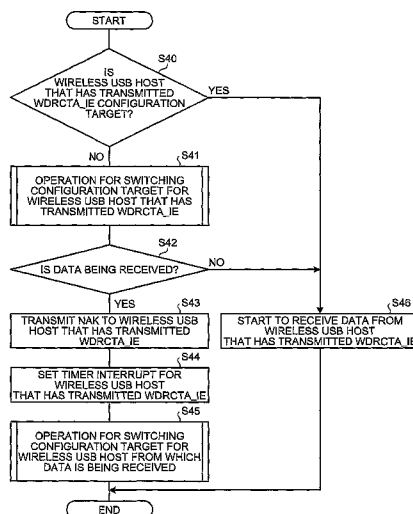 START
S40
IS
WIRELESS USB HOST
THAT HAS TRANSMITTED
WDRCTA_IE CONFIGURATION
TARGET?
YES
NO
S41
OPERATION FOR SWITCHING
CONFIGURATION TARGET FOR
WIRELESS USB HOST THAT HAS
TRANSMITTED WDRCTA_IE
S42
IS DATA BEING RECEIVED?
NO
YES
S43
TRANSMIT NAK TO WIRELESS USB
HOST THAT HAS TRANSMITTED
WDRCTA_IE
S46
START TO RECEIVE DATA FROM
WIRELESS USB HOST
THAT HAS TRANSMITTED WDRCTA_IE
S44
SET TIMER INTERRUPT FOR
WIRELESS USB HOST
THAT HAS TRANSMITTED WDRCTA_IE
S45
OPERATION FOR SWITCHING
CONFIGURATION TARGET FOR
WIRELESS USB HOST FROM WHICH
DATA IS BEING RECEIVED
END